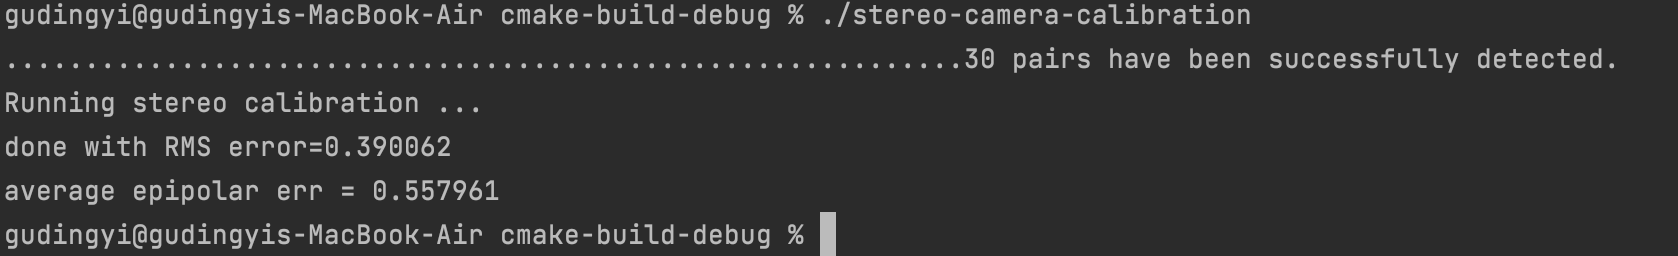 gudingyi@gudingyis-MacBook-Air cmake-build-debug % ./stereo-camera-calibration
............................................................30 pairs have been successfully detected.
Running stereo calibration ...
done with RMS error=0.390062
average epipolar err = 0.557961
gudingyi@gudingyis-MacBook-Air cmake-build-debug %